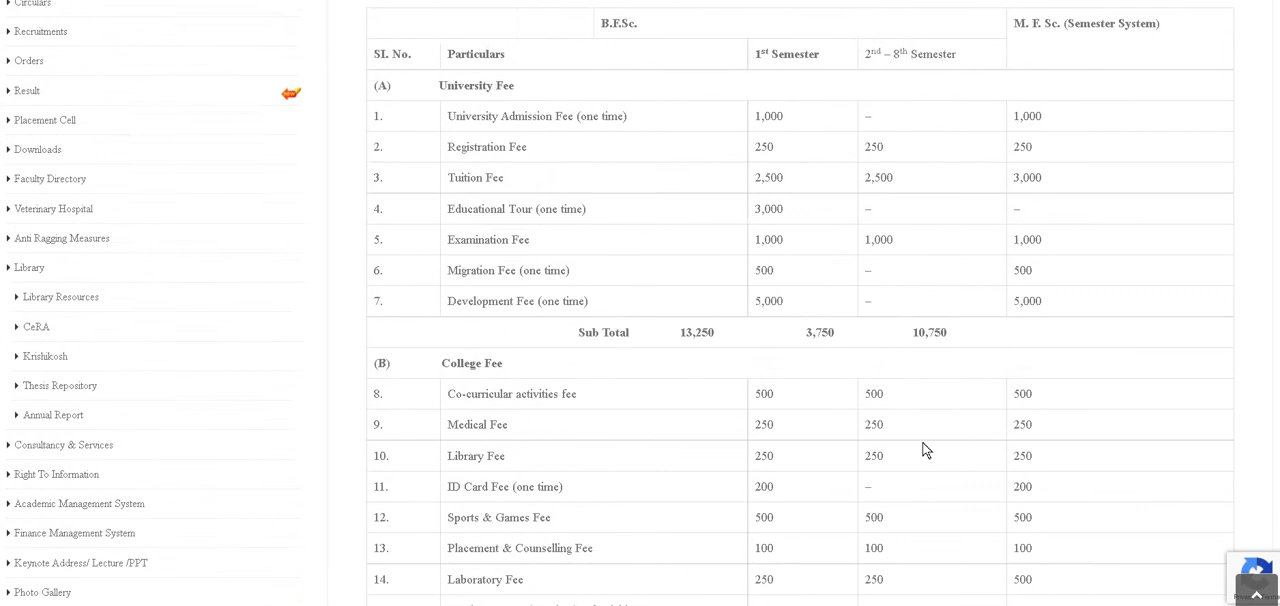 Circulars
Recruitments
Orders
Result
Placement Cell
Downloads
Faculty Directory
Veterinary Hospital
Anti Ragging Measures
Library
Library Resources
CeRA
Krishikosh
Thesis Repository
Annual Report
Consultancy & Services
Right To Information
Academic Management System
Finance Management System
Keynote Address/ Lecture /PPT
Photo Gallery
B.F.Sc. M. F. Sc. (Semester System)
SI. No. Particulars 1st Semester 2nd – 8th Semester
(A) University Fee
1. University Admission Fee (one time) 1,000 – 1,000
2. Registration Fee 250 250 250
3. Tuition Fee 2,500 2,500 3,000
4. Educational Tour (one time) 3,000 – –
5. Examination Fee 1,000 1,000 1,000
6. Migration Fee (one time) 500 – 500
7. Development Fee (one time) 5,000 – 5,000
Sub Total 13,250 3,750 10,750
(B) College Fee
8. Co-curricular activities fee 500 500 500
9. Medical Fee 250 250 250
10. Library Fee 250 250 250
11. ID Card Fee (one time) 200 – 200
12. Sports & Games Fee 500 500 500
13. Placement & Counselling Fee 100 100 100
14. Laboratory Fee 250 250 500